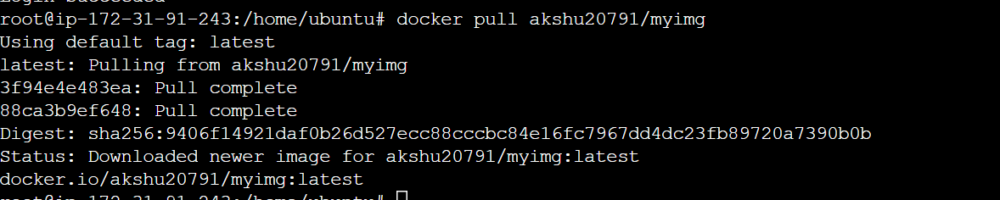 Login Succeeded
root@ip-172-31-91-243:/home/ubuntu# docker pull akshu20791/myimg
Using default tag: latest
latest: Pulling from akshu20791/myimg
3f94e4e483ea: Pull complete
88ca3b9ef648: Pull complete
Digest: sha256:9406f14921daf0b26d527ecc88cccbc84e16fc7967dd4dc23fb89720a7390b0b
Status: Downloaded newer image for akshu20791/myimg:latest
docker.io/akshu20791/myimg:latest
root@ip-172-31-91-243:/home/ubuntu#